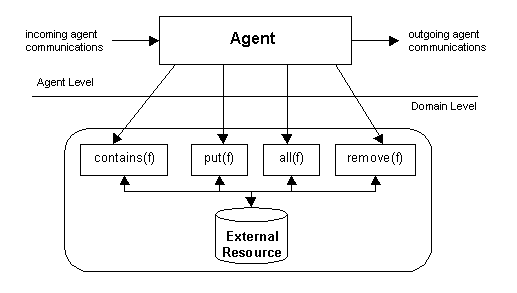 incoming agent
communications
Agent
outgoing agent
communications
Agent Level
Domain Level
contains(f)
put(f)
all(f)
remove(f)
External
Resource